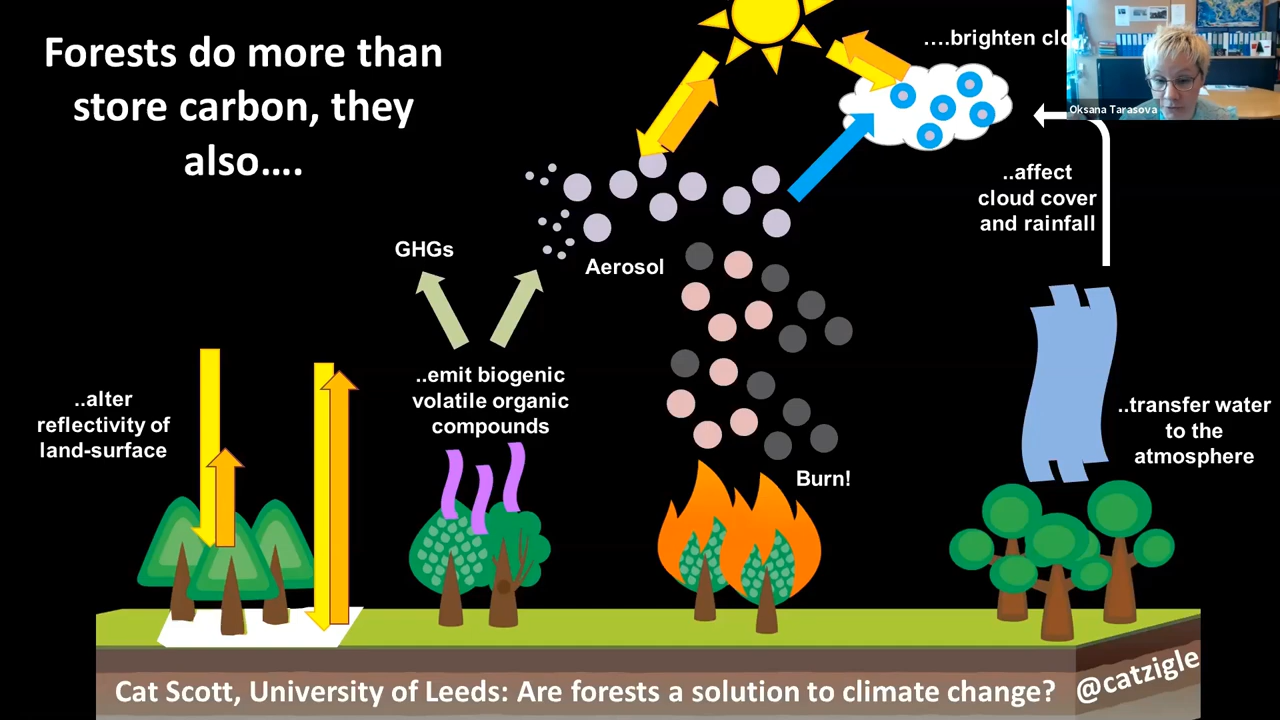 Forests do more than
store carbon, they
also….
….brighten
Oksana Tarasova
..affect
cloud cover
and rainfall
GHGs
Aerosol
..emit biogenic
volatile organic
compounds
..alter
reflectivity of
land-surface
..transfer water
to the
atmosphere
Burn!
Cat Scott, University of Leeds: Are forests a solution to climate change?
@catzigle